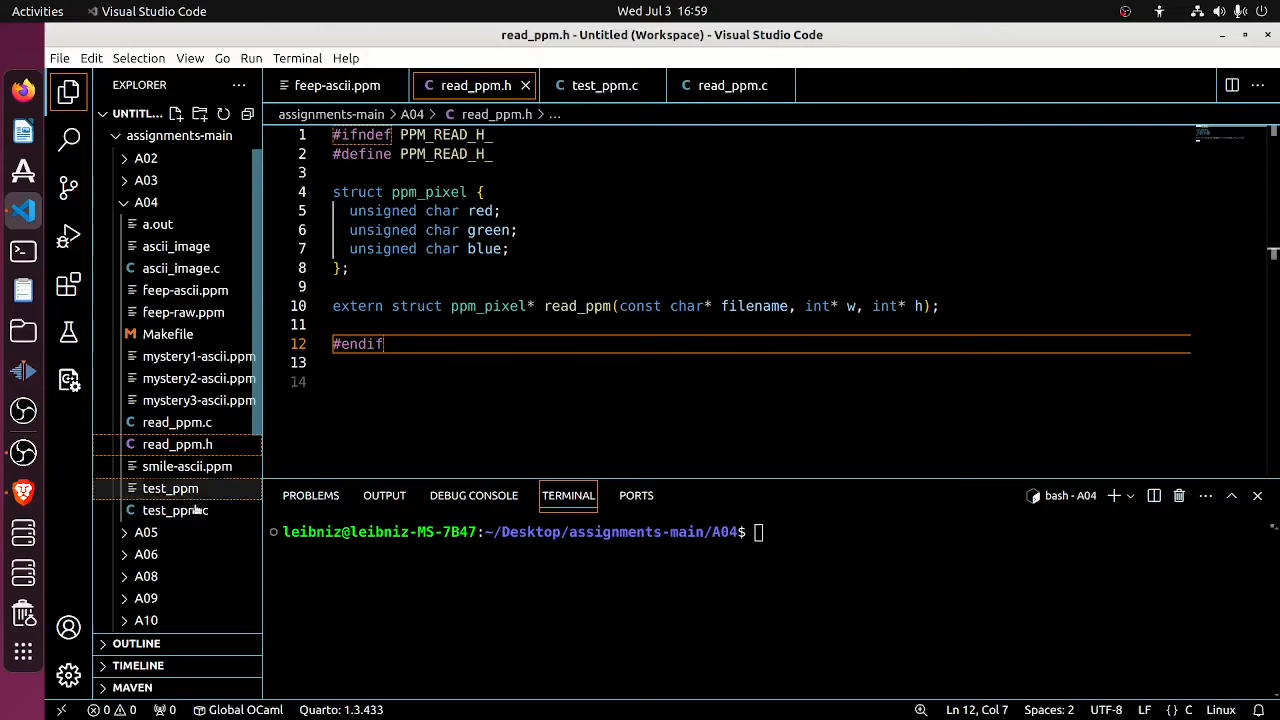 Activities
Visual Studio Code
Wed Jul 3 16:59
read_ppm.h - Untitled (Workspace) - Visual Studio Code
File Edit Selection View Go Run Terminal Help
EXPLORER
feep-ascii.ppm
C read_ppm.h
C test_ppm.c
C read_ppm.c
UNTITL...
assignments-main > A04 > C read_ppm.h > ...
assignments-main
A02
A03
A04
a.out
ascii_image
C ascii_image.c
feep-ascii.ppm
feep-raw.ppm
M Makefile
mystery1-ascii.ppm
mystery2-ascii.ppm
mystery3-ascii.ppm
C read_ppm.c
C read_ppm.h
smile-ascii.ppm
test_ppm
C test_ppm.c
A05
A06
A08
A09
A10
OUTLINE
TIMELINE
MAVEN
1 #ifndef PPM_READ_H_
2 #define PPM_READ_H_
3
4 struct ppm_pixel {
5 unsigned char red;
6 unsigned char green;
7 unsigned char blue;
8 };
9
10 extern struct ppm_pixel* read_ppm(const char* filename, int* w, int* h);
11
12 #endif
13
14
PROBLEMS OUTPUT DEBUG CONSOLE TERMINAL PORTS
bash - A04
leibniz@leibniz-MS-7B47:~/Desktop/assignments-main/A04$
0 0 0 Global OCaml Quarto: 1.3.433
Ln 12, Col 7 Spaces: 2 UTF-8 LF {} C Linux